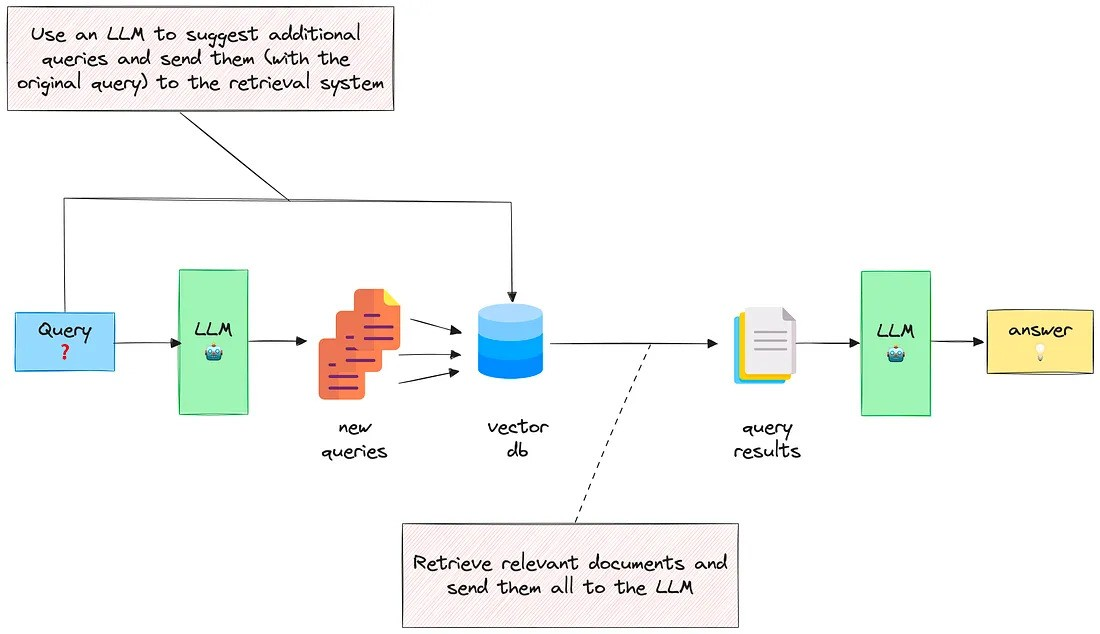 Use an LLM to suggest additional
queries and send them (with the
original query) to the retrieval system
Query
?
LLM
new
queries
vector
db
query
results
LLM
answer
Retrieve relevant documents and
send them all to the LLM